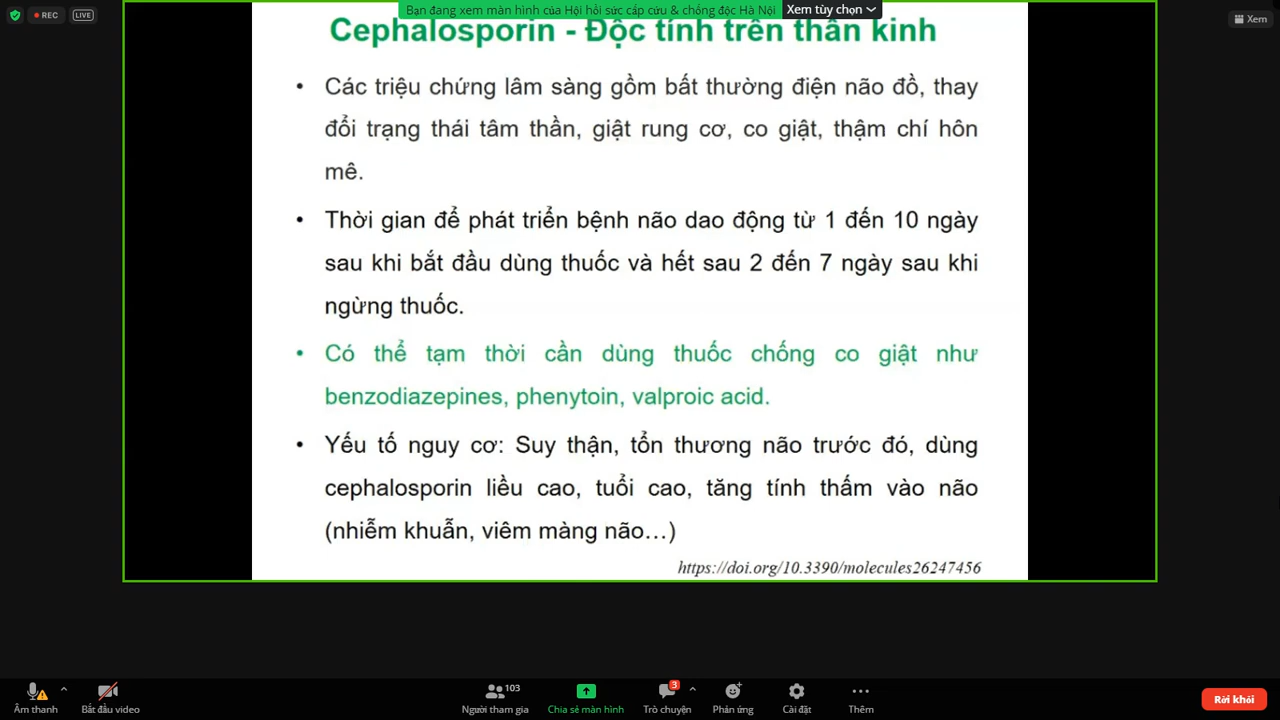 REC
LIVE
Bạn đang xem màn hình của Hội hồi sức cấp cứu & chống độc Hà Nội
Xem tùy chọn
Xem
Cephalosporin - Độc tính trên thần kinh
• Các triệu chứng lâm sàng gồm bất thường điện não đồ, thay
đổi trạng thái tâm thần, giật rung cơ, co giật, thậm chí hôn
mê.
• Thời gian để phát triển bệnh não dao động từ 1 đến 10 ngày
sau khi bắt đầu dùng thuốc và hết sau 2 đến 7 ngày sau khi
ngừng thuốc.
• Có thể tạm thời cần dùng thuốc chống co giật như
benzodiazepines, phenytoin, valproic acid.
• Yếu tố nguy cơ: Suy thận, tổn thương não trước đó, dùng
cephalosporin liều cao, tuổi cao, tăng tính thấm vào não
(nhiễm khuẩn, viêm màng não…)
https://doi.org/10.3390/molecules26247456
103
3
Âm thanh
Bắt đầu video
Người tham gia
Chia sẻ màn hình
Trò chuyện
Phản ứng
Cài đặt
Thêm
Rời khỏi